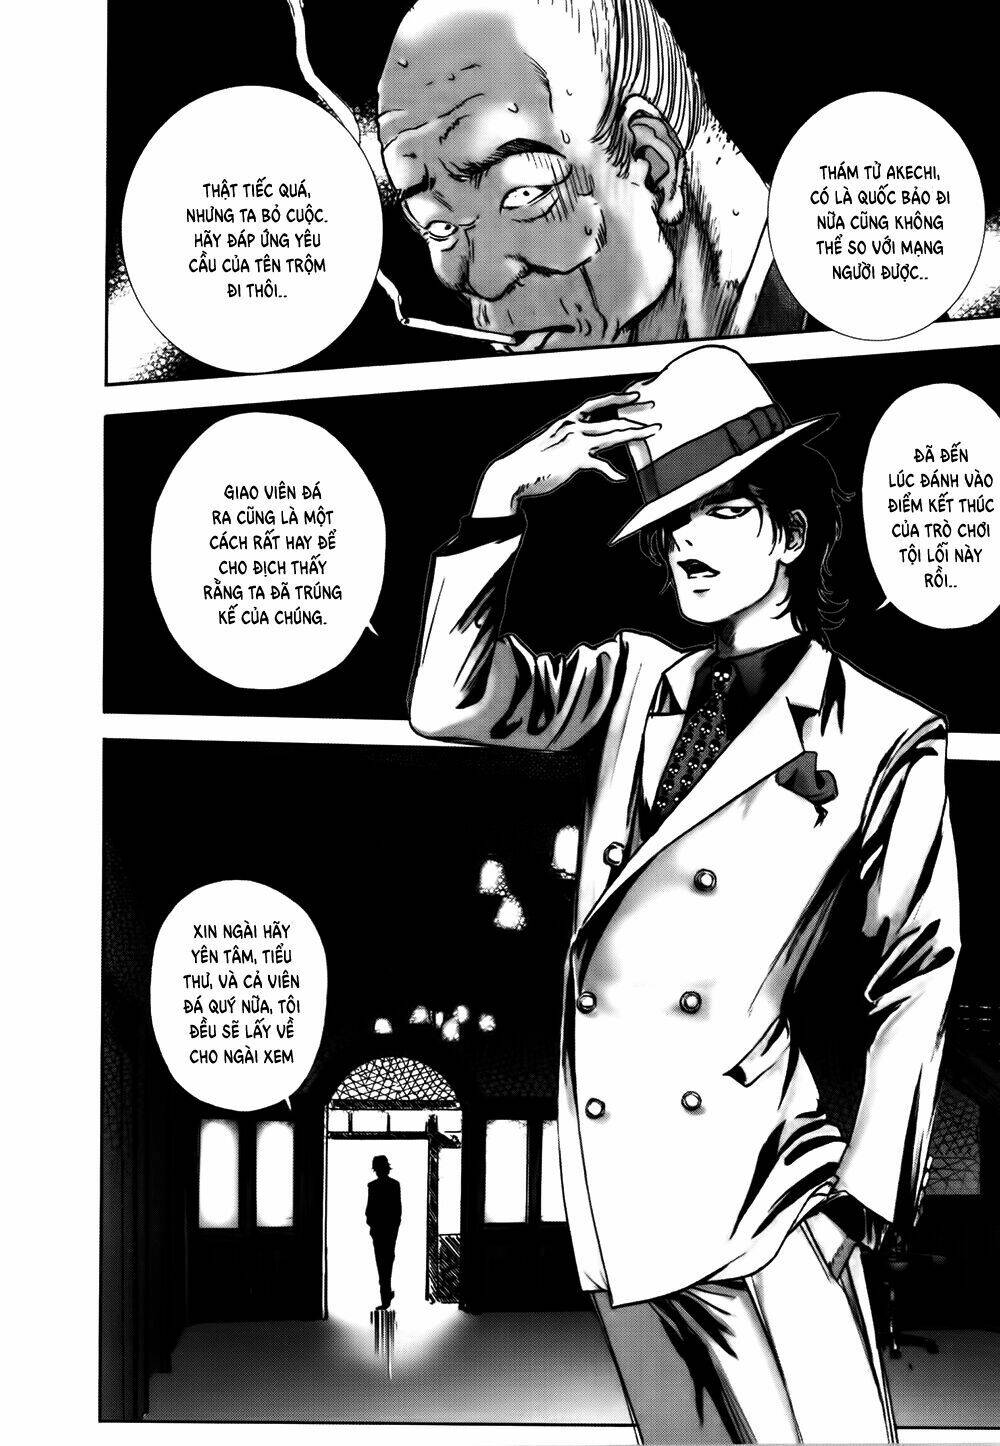 THÁM TỬ AKECHI,
CÓ LÀ QUỐC BẢO ĐI
NỮA CŨNG KHÔNG
THỂ SO VỚI MẠNG
NGƯỜI ĐƯỢC..
THẬT TIẾC QUÁ,
NHƯNG TA BỎ CUỘC.
HÃY ĐÁP ỨNG YÊU
CẦU CỦA TÊN TRỘM
ĐI THÔI..
ĐÃ ĐẾN
LÚC ĐÁNH VÀO
ĐIỂM KẾT THÚC
CỦA TRÒ CHƠI
TỘI LỖI NÀY
RỒI..
GIAO VIÊN ĐÁ
RA CŨNG LÀ MỘT
CÁCH RẤT HAY ĐỂ
CHO ĐỊCH THẤY
RẰNG TA ĐÃ TRÚNG
KẾ CỦA CHÚNG.
XIN NGÀI HÃY
YÊN TÂM, TIỂU
THƯ, VÀ CẢ VIÊN
ĐÁ QUÝ NỮA, TÔI
ĐỀU SẼ LẤY VỀ
CHO NGÀI XEM